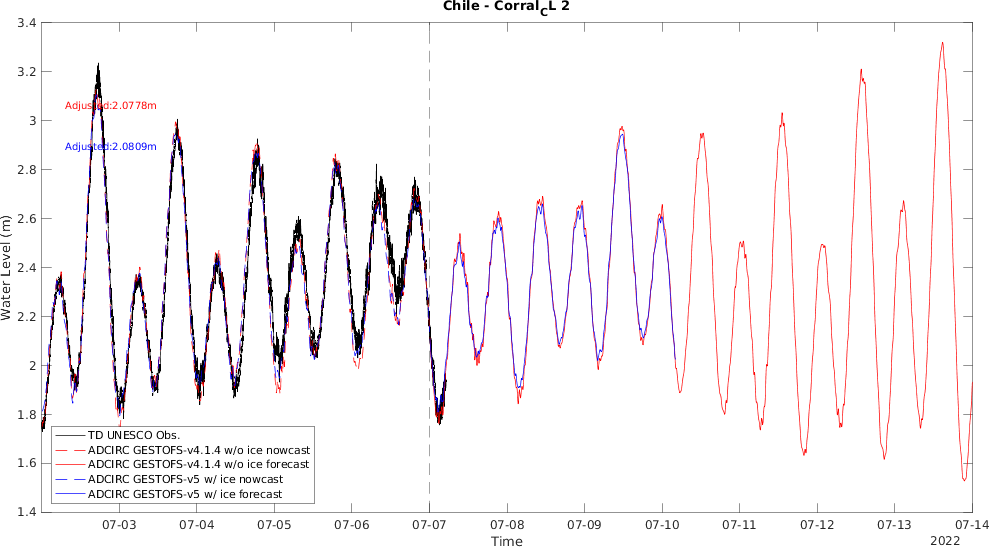 Chile - CorralCL 2
3.4
3.2
3
2.8
2.6
2.4
2.2
2
1.8
1.6
1.4
Water Level (m)
Adjusted:2.0778m
Adjusted:2.0809m
TD UNESCO Obs.
ADCIRC GESTOFS-v4.1.4 w/o ice nowcast
ADCIRC GESTOFS-v4.1.4 w/o ice forecast
ADCIRC GESTOFS-v5 w/ ice nowcast
ADCIRC GESTOFS-v5 w/ ice forecast
07-03 07-04 07-05 07-06 07-07 07-08 07-09 07-10 07-11 07-12 07-13 07-14
Time
2022